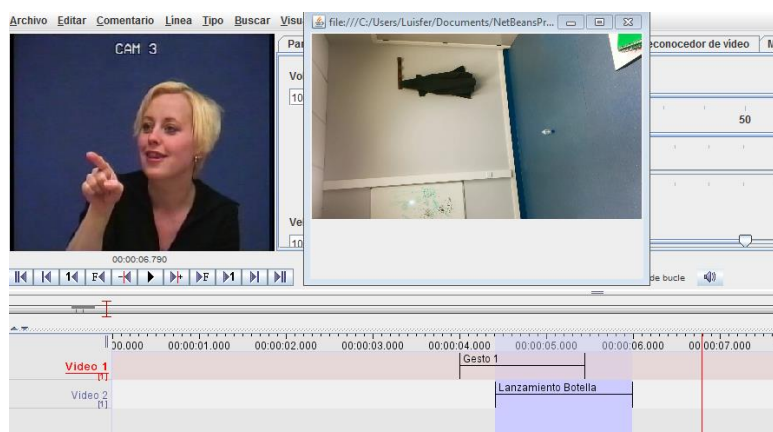 Archivo Editar Comentario Línea Tipo Buscar Visu
file:///C:/Users/Luisfer/Documents/NetBeansPr...
CAM 3
Par
econocedor de video
M
Vo
10
50
Ve
10
00:00:06.790
1 F + F 1
de bucle
00.000 00:00:01.000 00:00:02.000 00:00:03.000 00:00:04.000 00:00:05.000 00:00:06.000 00:00:07.000
Video 1
[1]
Gesto 1
Video 2
[1]
Lanzamiento Botella